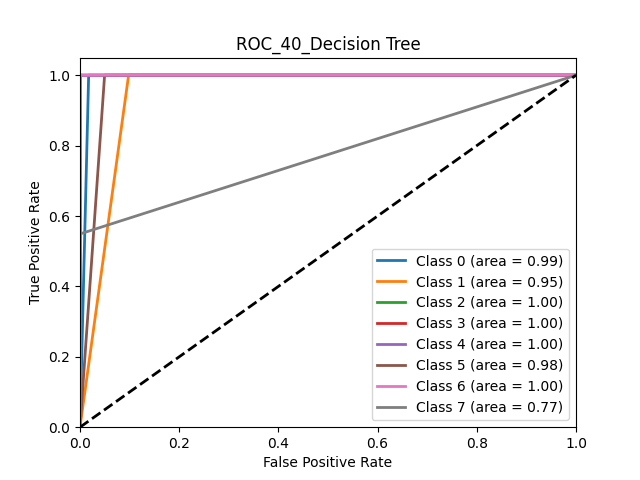 ROC_40_Decision Tree
True Positive Rate
1.0
0.8
0.6
0.4
0.2
0.0
Class 0 (area = 0.99)
Class 1 (area = 0.95)
Class 2 (area = 1.00)
Class 3 (area = 1.00)
Class 4 (area = 1.00)
Class 5 (area = 0.98)
Class 6 (area = 1.00)
Class 7 (area = 0.77)
0.0 0.2 0.4 0.6 0.8 1.0
False Positive Rate